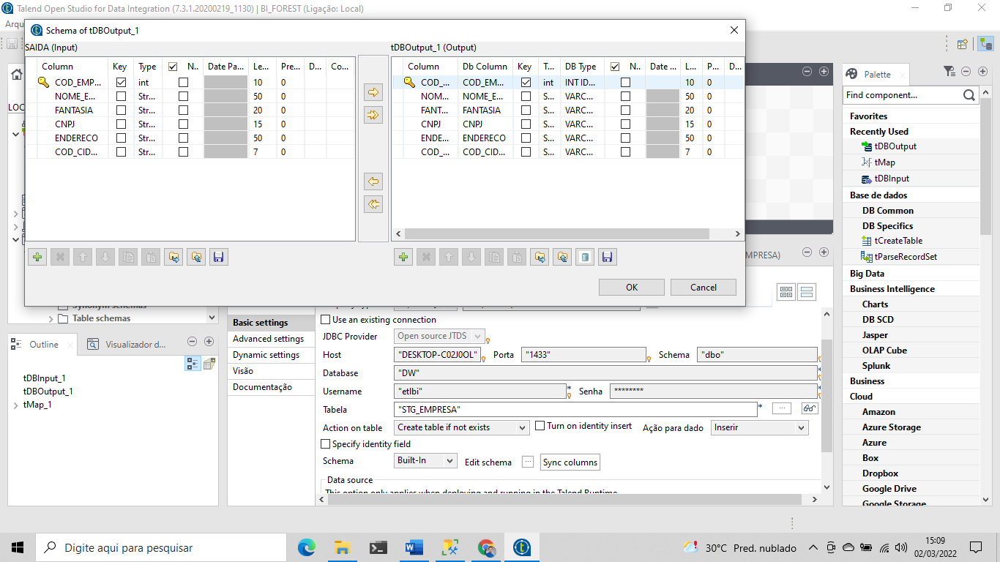 Talend Open Studio for Data Integration (7.3.1.20200219_1130) | BI_FOREST (Ligação: Local)
Arqu
Schema of tDBOutput_1
SAIDA (Input)
Column Key Type N.. Date Pa... Le... Pre... D... Co...
COD_EMP... int 10 0
NOME_E... Str... 50 0
FANTASIA Str... 20 0
CNPJ Str... 15 0
ENDERECO Str... 50 0
COD_CID... Str... 7 0
tDBOutput_1 (Output)
Column Db Column Key T... DB Type N.. Date ... L... P... D...
COD_... COD_EM... int INT ID... 10 0
NOM... NOME_E... S... VARC... 50 0
FANT... FANTASIA S... VARC... 20 0
CNPJ CNPJ S... VARC... 15 0
ENDE... ENDERECO S... VARC... 50 0
COD_... COD_CID... S... VARC... 7 0
OK Cancel
LOC
Synonym schemas
Table schemas
Outline Visualizador d...
tDBInput_1
tDBOutput_1
tMap_1
MPRESA)
Basic settings
Advanced settings
Dynamic settings
Visão
Documentação
Use an existing connection
JDBC Provider Open source JTDS
Host "DESKTOP-C02J0OL" Porta "1433" Schema "dbo"
Database "DW" *
Username "etlbi" * Senha ******** *
Tabela "STG_EMPRESA" * ...
Action on table Create table if not exists Turn on identity insert Ação para dado Inserir
Specify identity field
Schema Built-In Edit schema ... Sync columns
Data source
This option only applies when deploying and running in the Talend Runtime
Palette
Find component...
Favorites
Recently Used
tDBOutput
tMap
tDBInput
Base de dados
DB Common
DB Specifics
tCreateTable
tParseRecordSet
Big Data
Business Intelligence
Charts
DB SCD
Jasper
OLAP Cube
Splunk
Business
Cloud
Amazon
Azure Storage
Azure
Box
Dropbox
Google Drive
Google Storage
Digite aqui para pesquisar
30°C Pred. nublado
15:09
02/03/2022